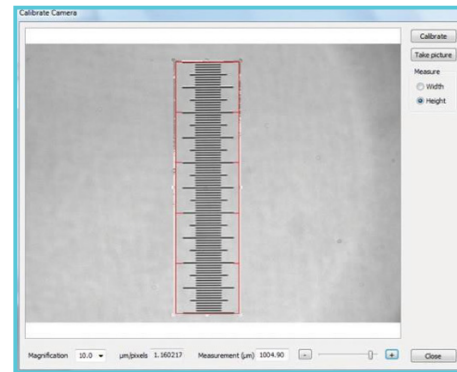 Calibrate Camera
Calibrate
Take picture
Measure
Width
Height
Magnification 10.0 µm/pixels 1.160217 Measurement (µm) 1004.90 - +
Close